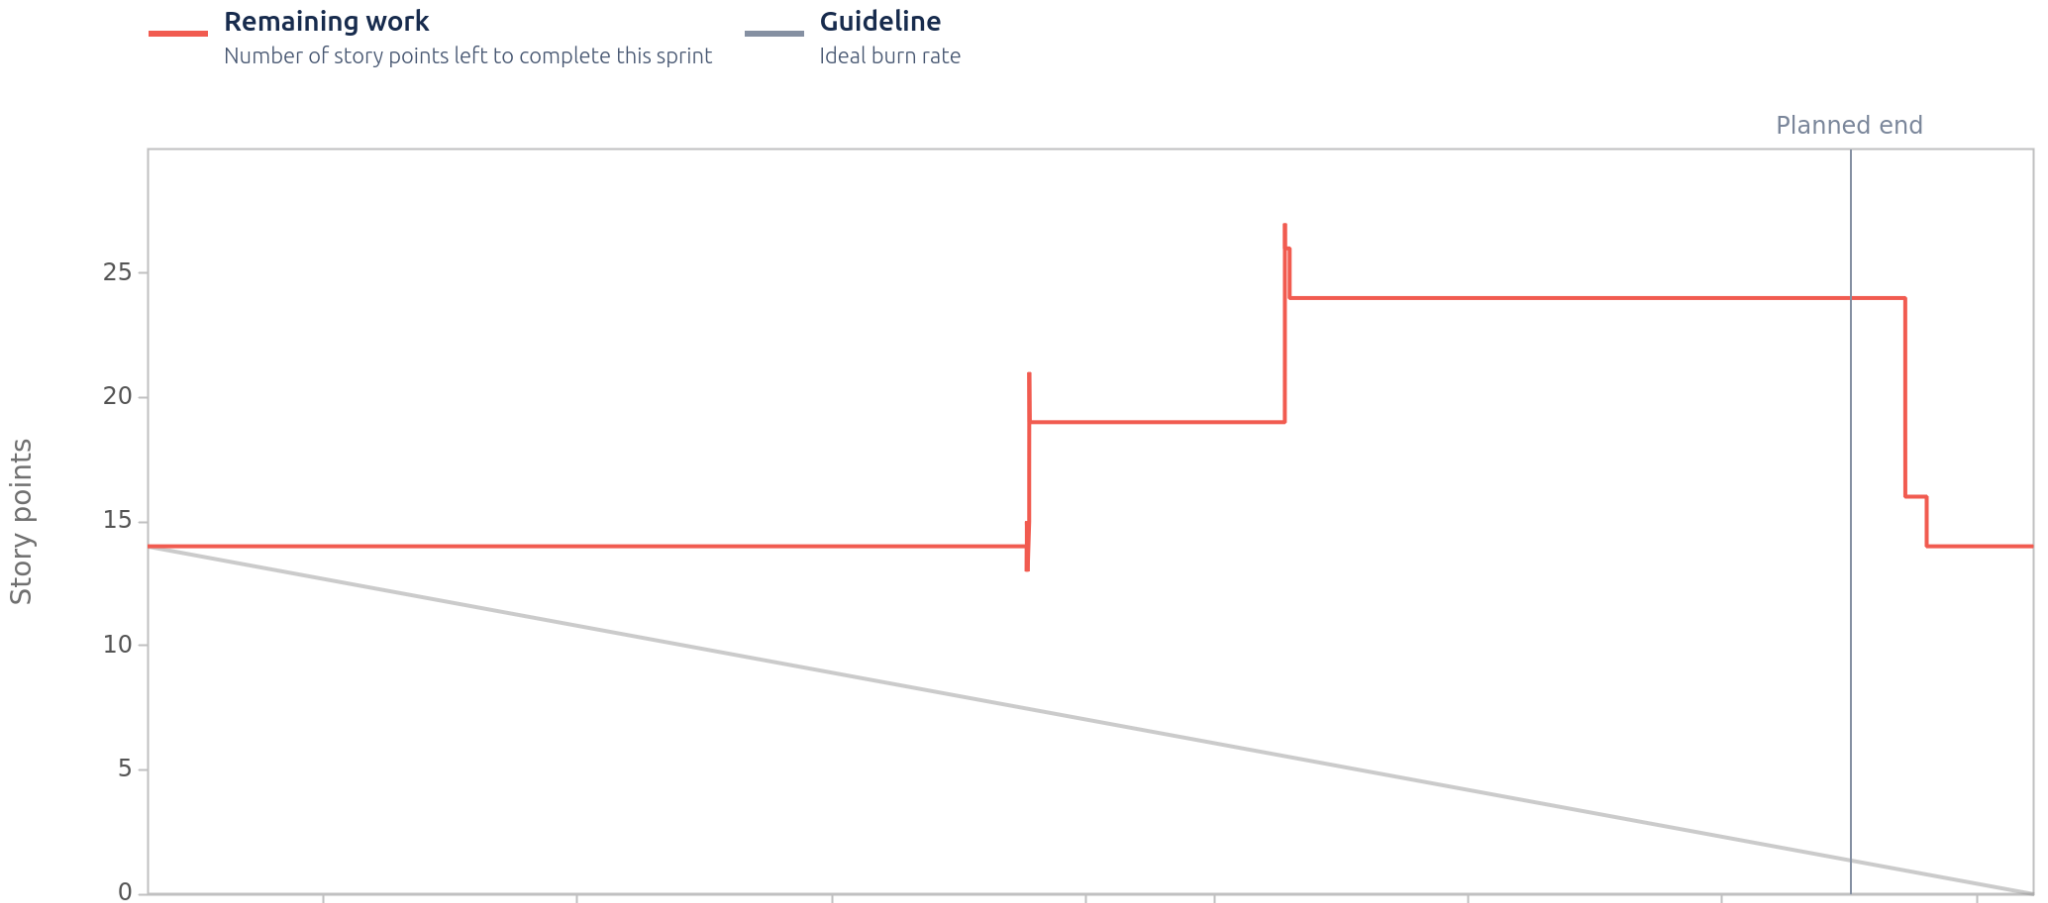 Remaining work
Number of story points left to complete this sprint
Guideline
Ideal burn rate
Planned end
25
20
15
10
5
0
Story points